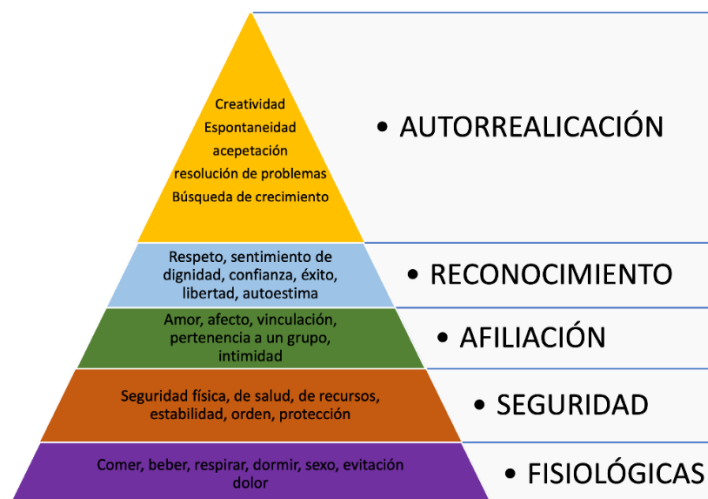 Creatividad
Espontaneidad
acepetación
resolución de problemas
Búsqueda de crecimiento
• AUTORREALICACIÓN
Respeto, sentimiento de
dignidad, confianza, éxito,
libertad, autoestima
• RECONOCIMIENTO
Amor, afecto, vinculación,
pertenencia a un grupo,
intimidad
• AFILIACIÓN
Seguridad física, de salud, de recursos,
estabilidad, orden, protección
• SEGURIDAD
Comer, beber, respirar, dormir, sexo, evitación
dolor
• FISIOLÓGICAS